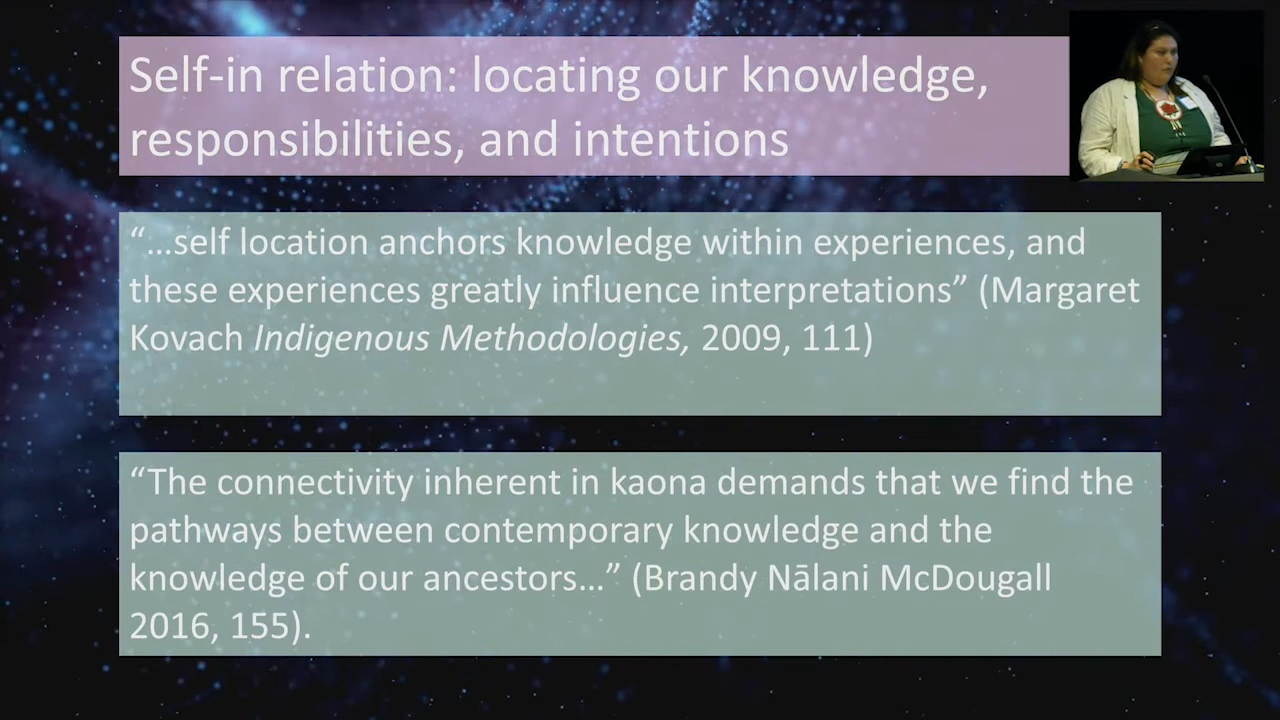 Self-in relation: locating our knowledge,
responsibilities, and intentions
“…self location anchors knowledge within experiences, and
these experiences greatly influence interpretations” (Margaret
Kovach Indigenous Methodologies, 2009, 111)
“The connectivity inherent in kaona demands that we find the
pathways between contemporary knowledge and the
knowledge of our ancestors…” (Brandy Nālani McDougall
2016, 155).